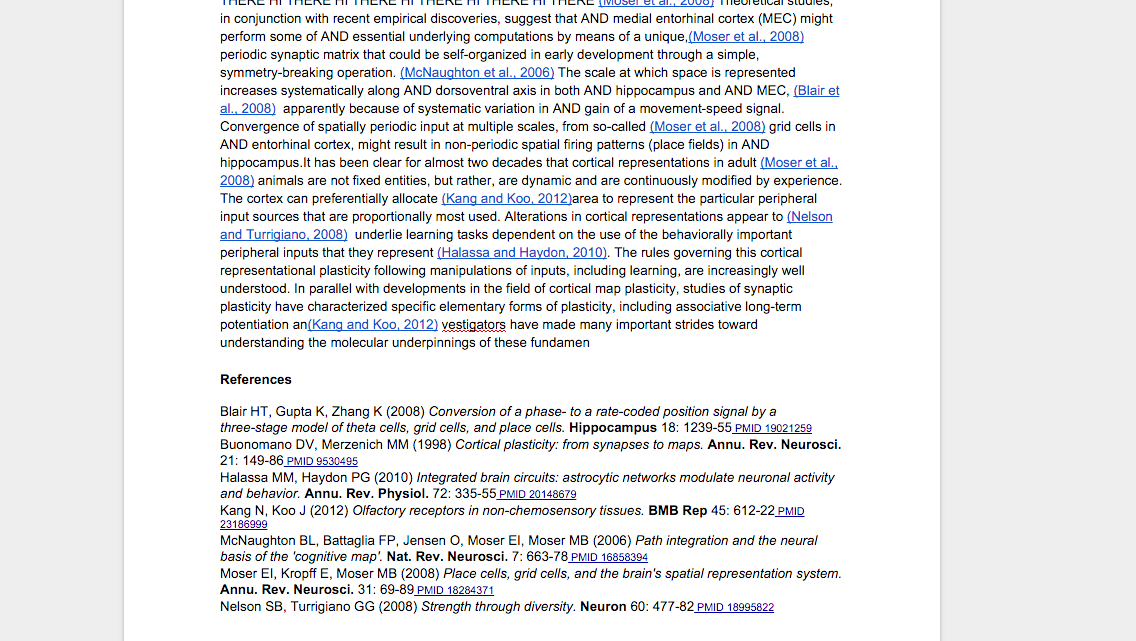 THERE HI THERE HI THERE HI THERE HI THERE HI THERE (Moser et al., 2008) Theoretical studies,
in conjunction with recent empirical discoveries, suggest that AND medial entorhinal cortex (MEC) might
perform some of AND essential underlying computations by means of a unique,(Moser et al., 2008)
periodic synaptic matrix that could be self-organized in early development through a simple,
symmetry-breaking operation. (McNaughton et al., 2006) The scale at which space is represented
increases systematically along AND dorsoventral axis in both AND hippocampus and AND MEC, (Blair et
al., 2008)  apparently because of systematic variation in AND gain of a movement-speed signal.
Convergence of spatially periodic input at multiple scales, from so-called (Moser et al., 2008) grid cells in
AND entorhinal cortex, might result in non-periodic spatial firing patterns (place fields) in AND
hippocampus.It has been clear for almost two decades that cortical representations in adult (Moser et al.,
2008) animals are not fixed entities, but rather, are dynamic and are continuously modified by experience.
The cortex can preferentially allocate (Kang and Koo, 2012)area to represent the particular peripheral
input sources that are proportionally most used. Alterations in cortical representations appear to (Nelson
and Turrigiano, 2008)  underlie learning tasks dependent on the use of the behaviorally important
peripheral inputs that they represent (Halassa and Haydon, 2010). The rules governing this cortical
representational plasticity following manipulations of inputs, including learning, are increasingly well
understood. In parallel with developments in the field of cortical map plasticity, studies of synaptic
plasticity have characterized specific elementary forms of plasticity, including associative long-term
potentiation an(Kang and Koo, 2012) vestigators have made many important strides toward
understanding the molecular underpinnings of these fundamen
References
Blair HT, Gupta K, Zhang K (2008) Conversion of a phase- to a rate-coded position signal by a
three-stage model of theta cells, grid cells, and place cells. Hippocampus 18: 1239-55 PMID 19021259
Buonomano DV, Merzenich MM (1998) Cortical plasticity: from synapses to maps. Annu. Rev. Neurosci.
21: 149-86 PMID 9530495
Halassa MM, Haydon PG (2010) Integrated brain circuits: astrocytic networks modulate neuronal activity
and behavior. Annu. Rev. Physiol. 72: 335-55 PMID 20148679
Kang N, Koo J (2012) Olfactory receptors in non-chemosensory tissues. BMB Rep 45: 612-22 PMID
23186999
McNaughton BL, Battaglia FP, Jensen O, Moser EI, Moser MB (2006) Path integration and the neural
basis of the 'cognitive map'. Nat. Rev. Neurosci. 7: 663-78 PMID 16858394
Moser EI, Kropff E, Moser MB (2008) Place cells, grid cells, and the brain's spatial representation system.
Annu. Rev. Neurosci. 31: 69-89 PMID 18284371
Nelson SB, Turrigiano GG (2008) Strength through diversity. Neuron 60: 477-82 PMID 18995822